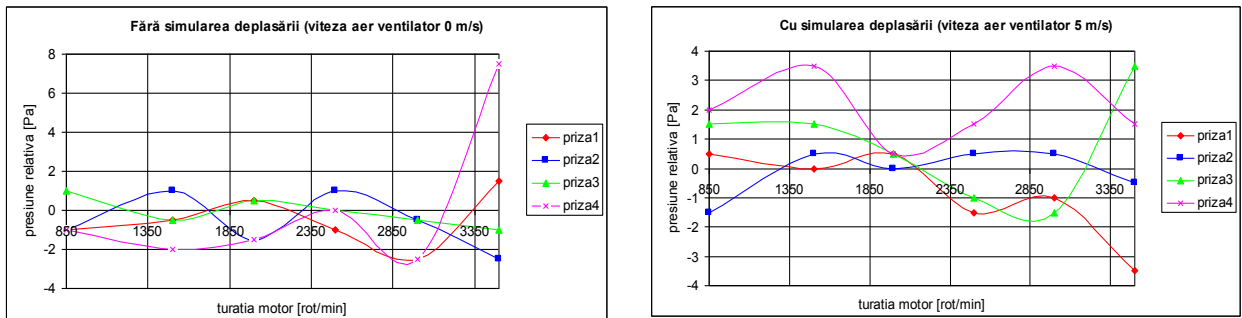 Fără simularea deplasării (viteza aer ventilator 0 m/s)
presiune relativa [Pa]
8
6
4
2
0
-2
-4
850 1350 1850 2350 2850 3350
turatia motor [rot/min]
priza1
priza2
priza3
priza4
Cu simularea deplasării (viteza aer ventilator 5 m/s)
presiune relativa [Pa]
4
3
2
1
0
-1
-2
-3
-4
850 1350 1850 2350 2850 3350
turatia motor [rot/min]
priza1
priza2
priza3
priza4